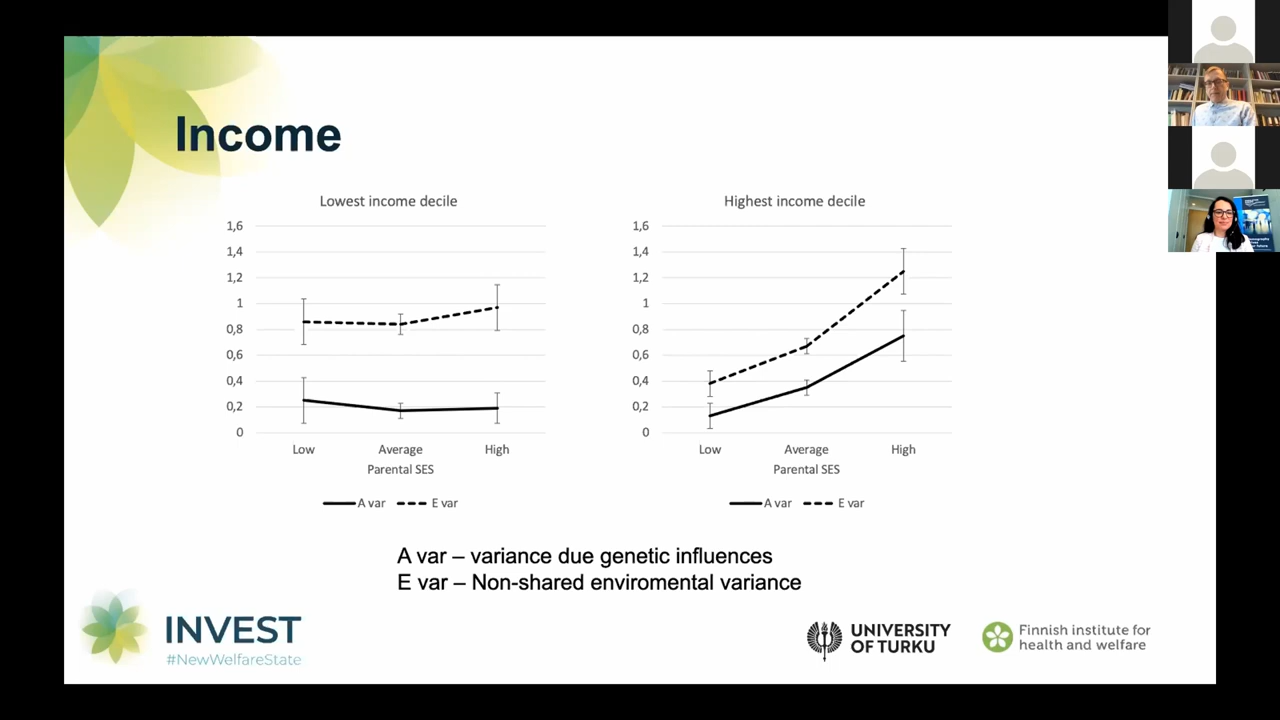 Income
Lowest income decile
1,6
1,4
1,2
1
0,8
0,6
0,4
0,2
0
Low Average High
Parental SES
A var E var
Highest income decile
1,6
1,4
1,2
1
0,8
0,6
0,4
0,2
0
Low Average High
Parental SES
A var E var
A var – variance due genetic influences
E var – Non-shared enviromental variance
INVEST
#NewWelfareState
UNIVERSITY
OF TURKU
Finnish institute for
health and welfare